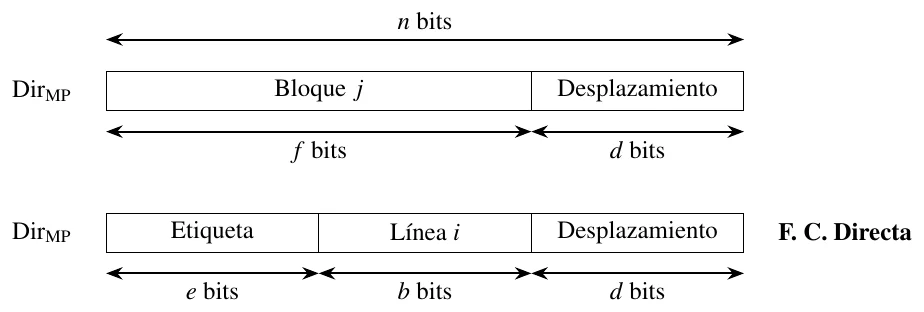 n bits
Dir_MP Bloque j Desplazamiento
f bits d bits
Dir_MP Etiqueta Línea i Desplazamiento F. C. Directa
e bits b bits d bits